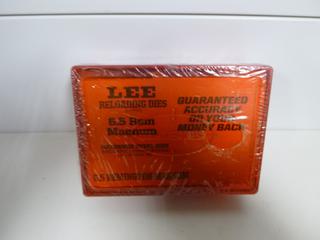 LEE
RELOADING DIES
6.5 Rem
Magnum
GUARANTEED
ACCURACY
OR YOUR
MONEY BACK
6.5 REMINGTON MAGNUM